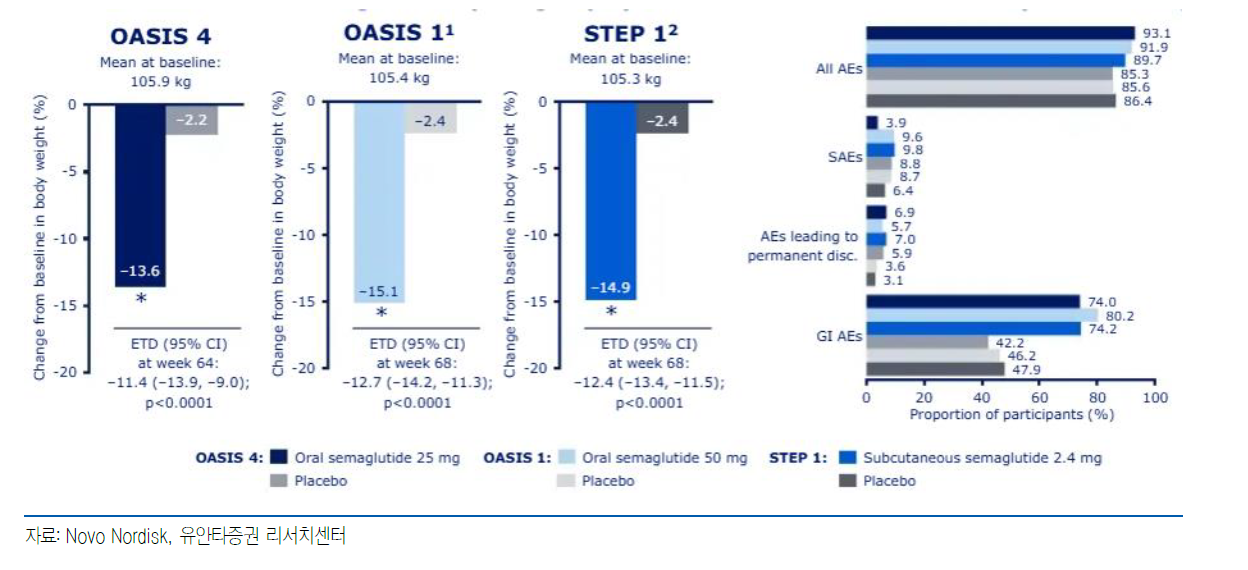 OASIS 4
Mean at baseline:
105.9 kg
Change from baseline in body weight (%)
0
-5
-10
-15
-20
−2.2
−13.6
*
ETD (95% CI)
at week 64:
−11.4 (−13.9, −9.0);
p<0.0001
OASIS 1¹
Mean at baseline:
105.4 kg
Change from baseline in body weight (%)
0
-5
-10
-15
-20
−2.4
−15.1
*
ETD (95% CI)
at week 68:
−12.7 (−14.2, −11.3);
p<0.0001
STEP 1²
Mean at baseline:
105.3 kg
Change from baseline in body weight (%)
0
-5
-10
-15
-20
−2.4
−14.9
*
ETD (95% CI)
at week 68:
−12.4 (−13.4, −11.5);
p<0.0001
All AEs
93.1
91.9
89.7
85.3
85.6
86.4
SAEs
3.9
9.6
9.8
8.8
8.7
6.4
AEs leading to
permanent disc.
6.9
5.7
7.0
5.9
3.6
3.1
GI AEs
74.0
80.2
74.2
42.2
46.2
47.9
0 20 40 60 80 100
Proportion of participants (%)
OASIS 4: Oral semaglutide 25 mg
Placebo
OASIS 1: Oral semaglutide 50 mg
Placebo
STEP 1: Subcutaneous semaglutide 2.4 mg
Placebo
자료: Novo Nordisk, 유안타증권 리서치센터